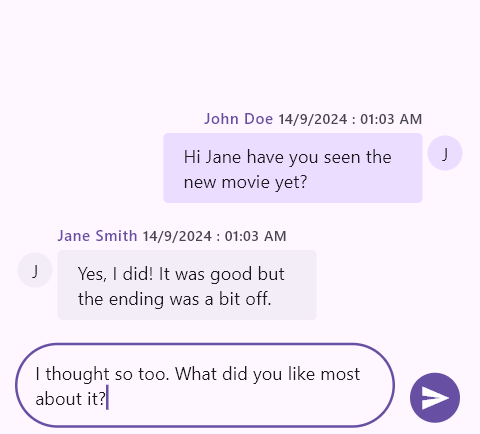 John Doe 14/9/2024 : 01:03 AM
Hi Jane have you seen the
new movie yet?
J
Jane Smith 14/9/2024 : 01:03 AM
J
Yes, I did! It was good but
the ending was a bit off.
I thought so too. What did you like most
about it?